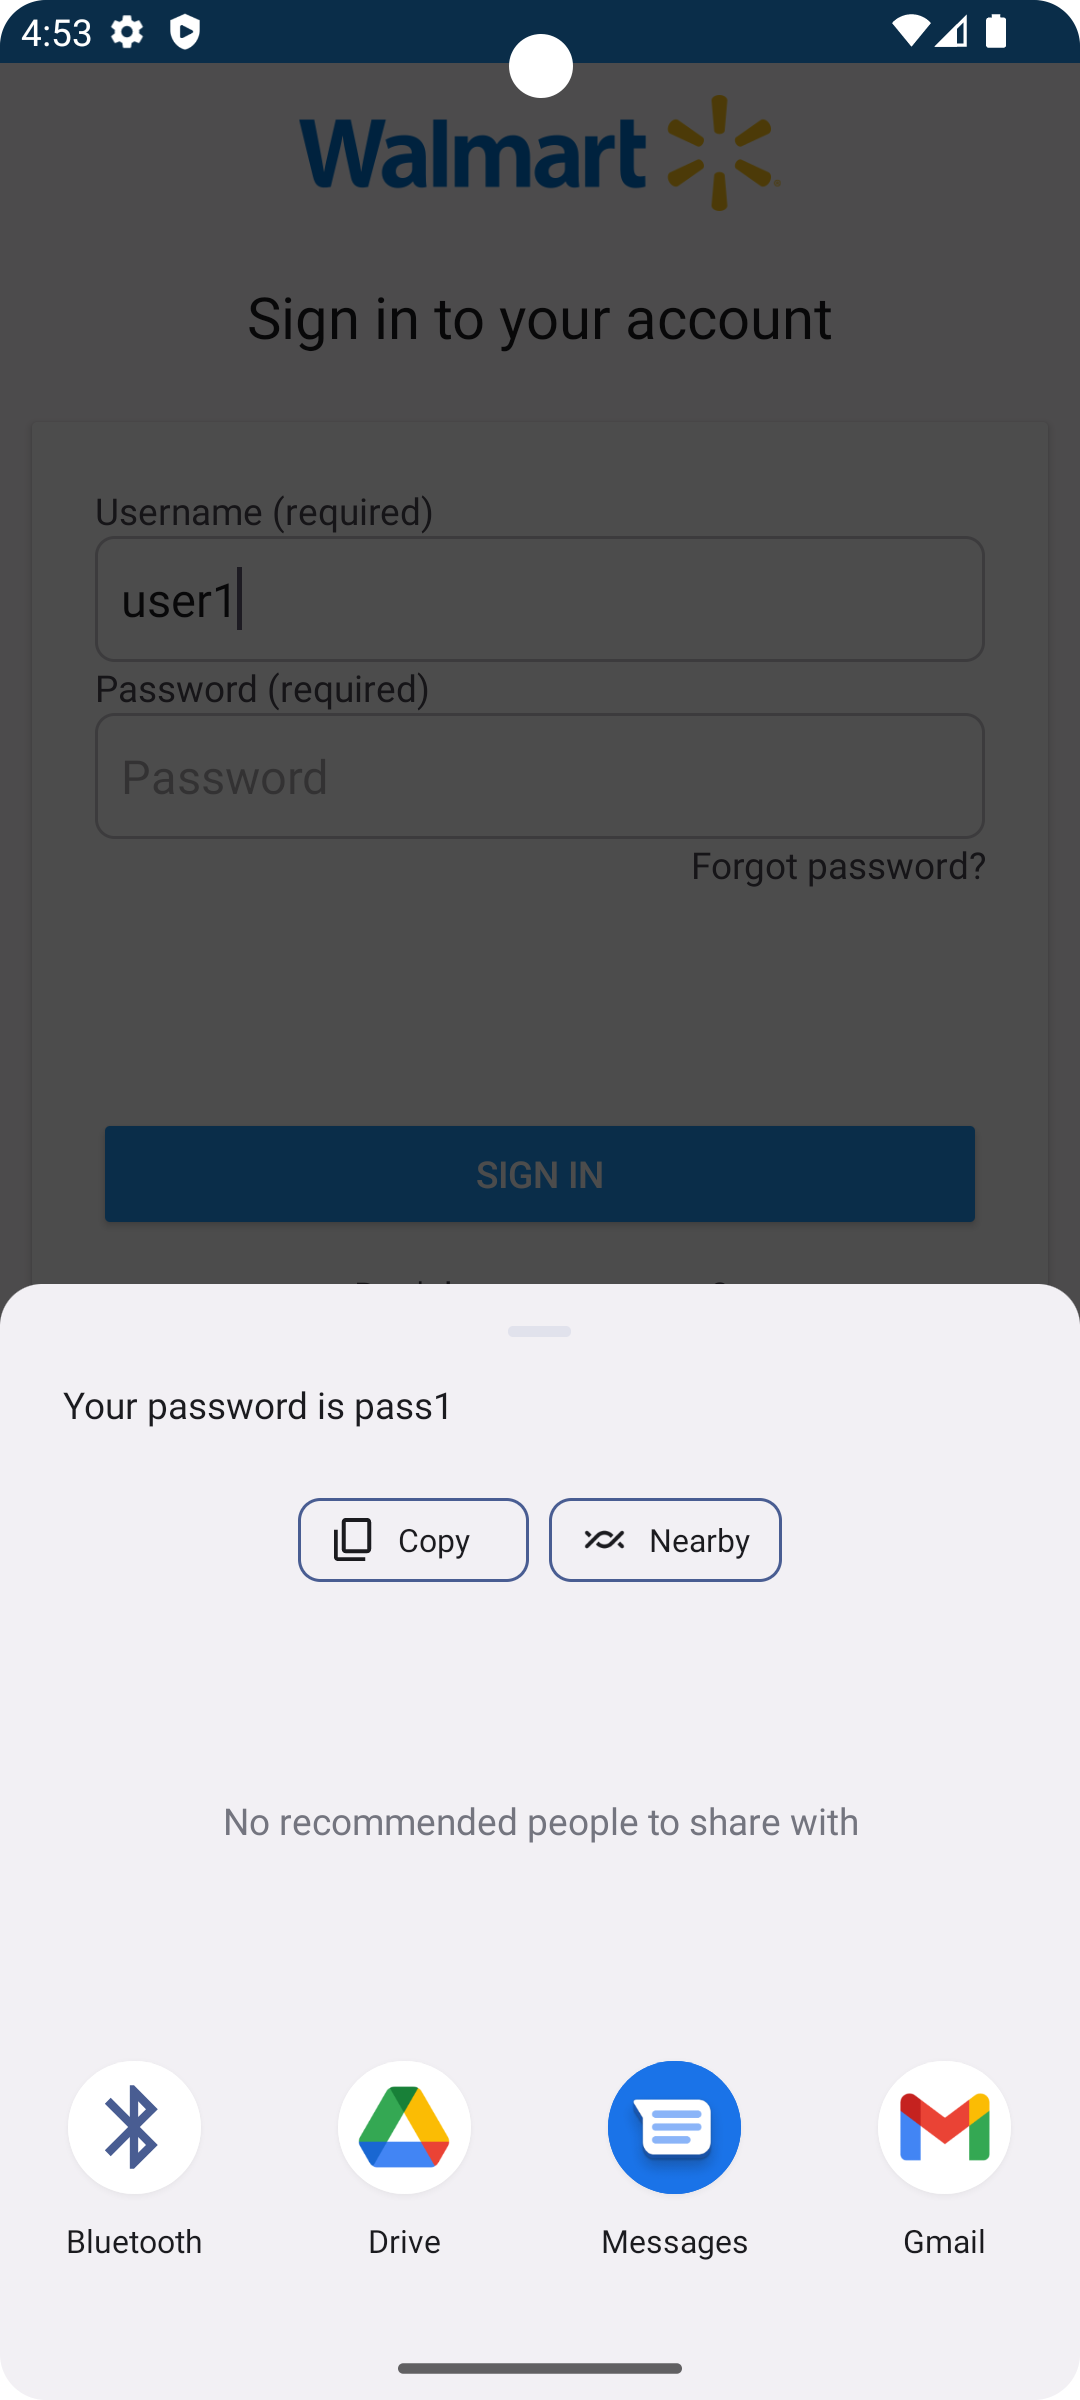 4:53
Walmart
Sign in to your account
Username (required)
user1
Password (required)
Password
Forgot password?
SIGN IN
Your password is pass1
Copy
Nearby
No recommended people to share with
Bluetooth
Drive
Messages
Gmail